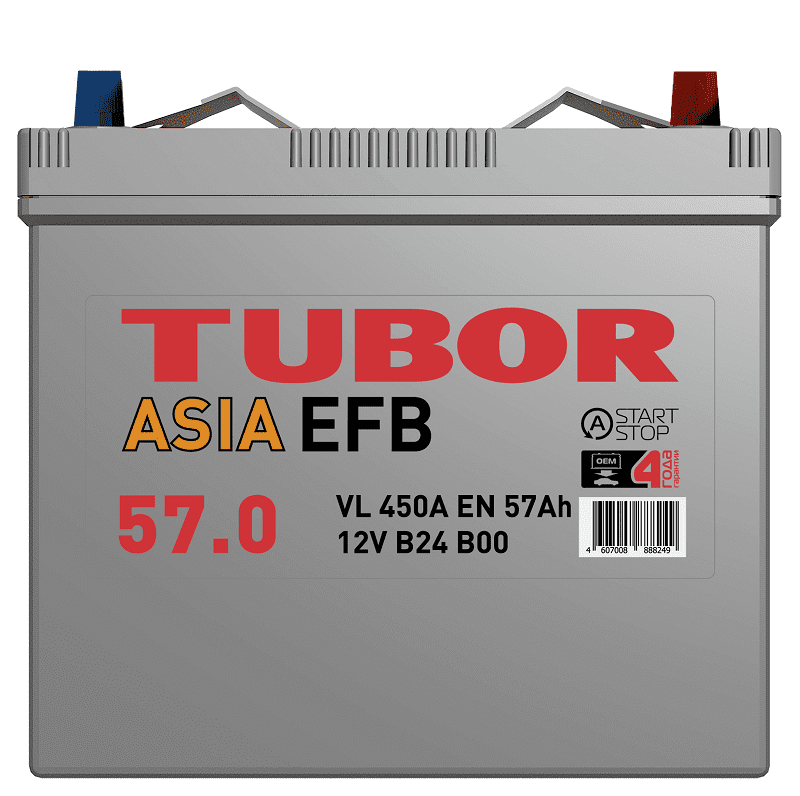 TUBOR
ASIA EFB
A START
STOP
OEM
4 ГОДА
гарантии
57.0
VL 450A EN 57Ah
12V B24 B00
4 607008 888249